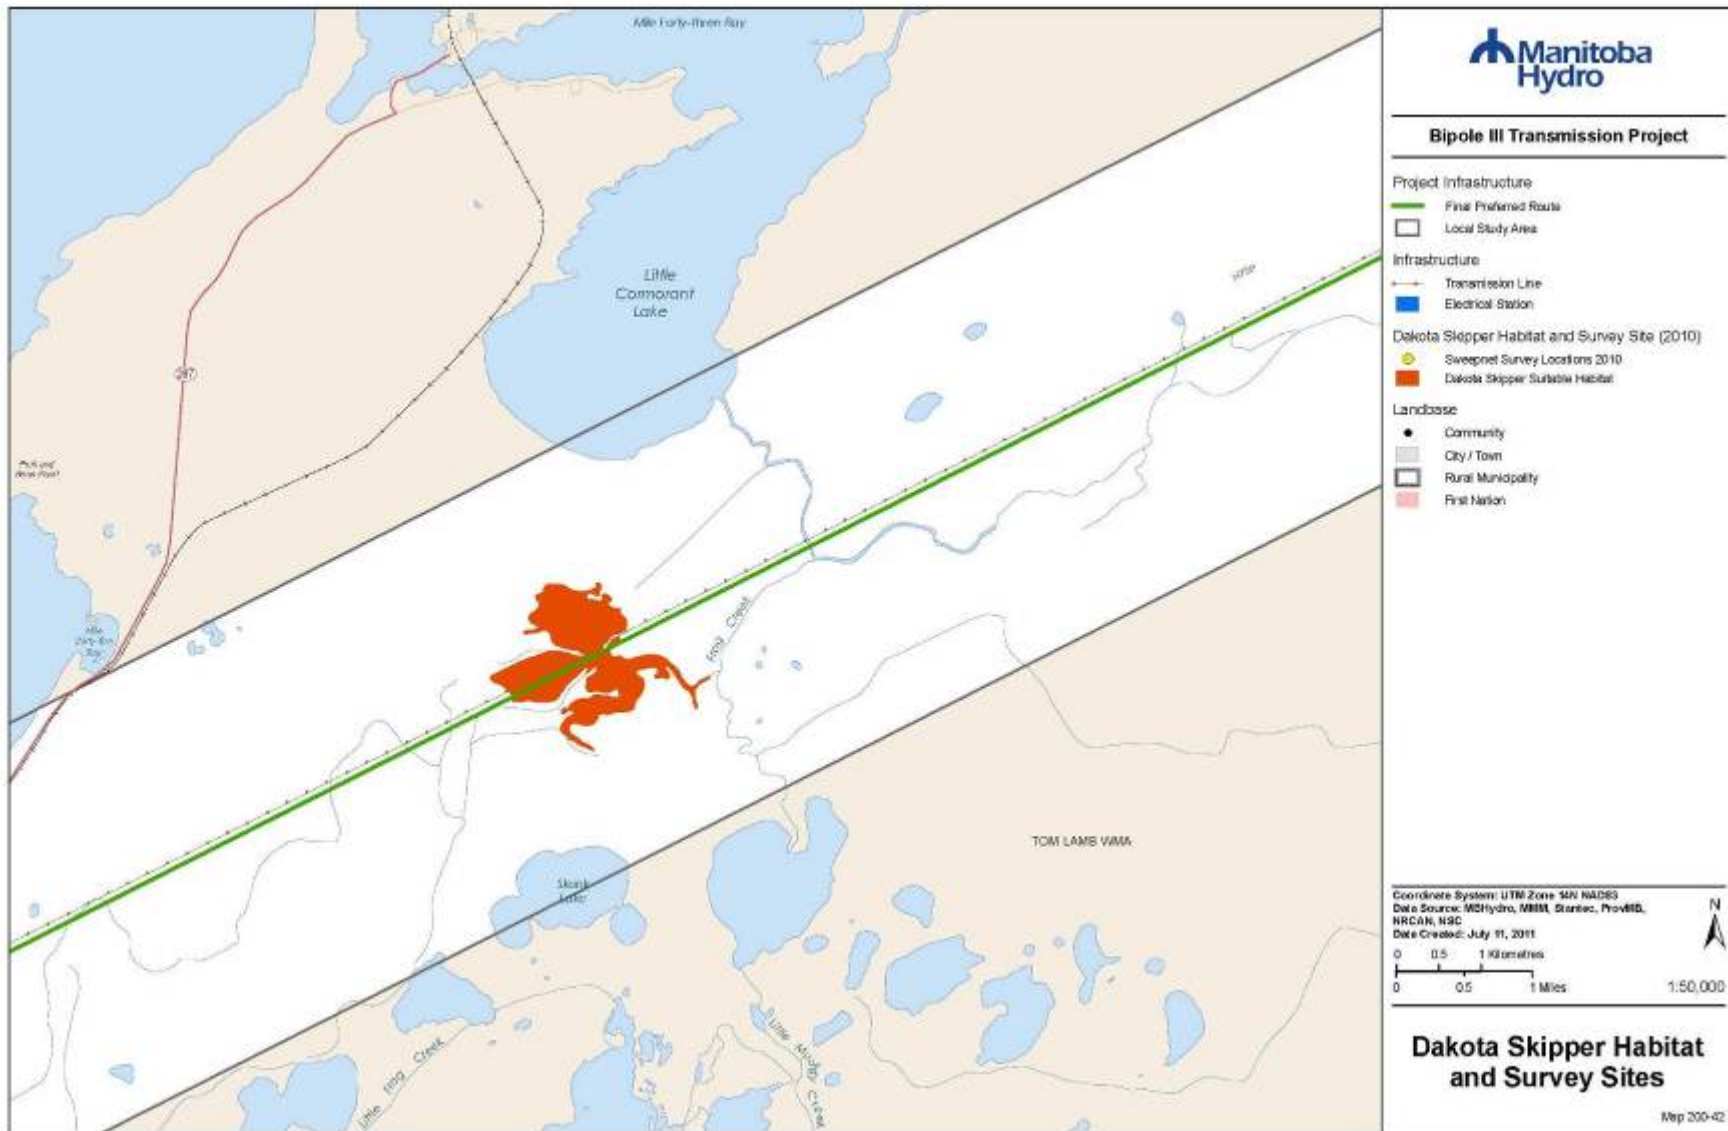 Mile Forty-three Bay
Little
Cormorant
Lake
287
Frog Creek
Skunk
Lake
TOM LAMB WMA
Little Frog Creek
Little Muddy Creek
Manitoba
Hydro
Bipole III Transmission Project
Project Infrastructure
Final Preferred Route
Local Study Area
Infrastructure
Transmission Line
Electrical Station
Dakota Skipper Habitat and Survey Site (2010)
Sweepnet Survey Locations 2010
Dakota Skipper Suitable Habitat
Landbase
Community
City / Town
Rural Municipality
First Nation
Coordinate System: UTM Zone 14N NAD83
Data Source: MBHydro, MMM, Stantec, ProvMB,
NRCAN, NSC
Date Created: July 11, 2011
N
0 0.5 1 Kilometres
0 0.5 1 Miles
1:50,000
Dakota Skipper Habitat
and Survey Sites
Map 200-42